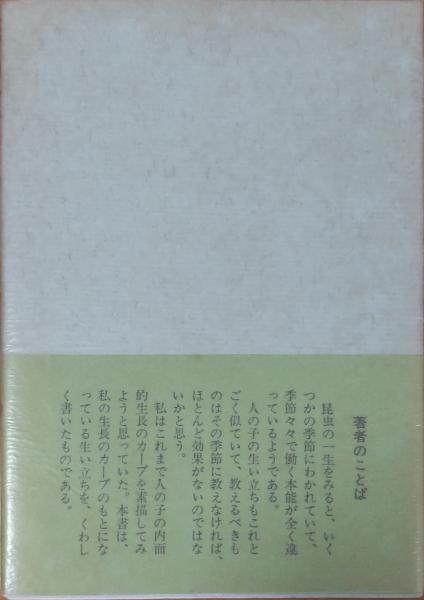 著者のことば
昆虫の一生をみると、いく
つかの季節にわかれていて、
季節々々で働く本能が全く違
っているようである。
人の子の生い立ちもこれと
ごく似ていて、教えるべきも
のはその季節に教えなければ、
ほとんど効果がないのではな
いかと思う。
私はこれまで人の子の内面
的生長のカーブを素描してみ
ようと思っていた。本書は、
私の生長のカーブのもとにな
っている生い立ちを、くわし
く書いたものである。